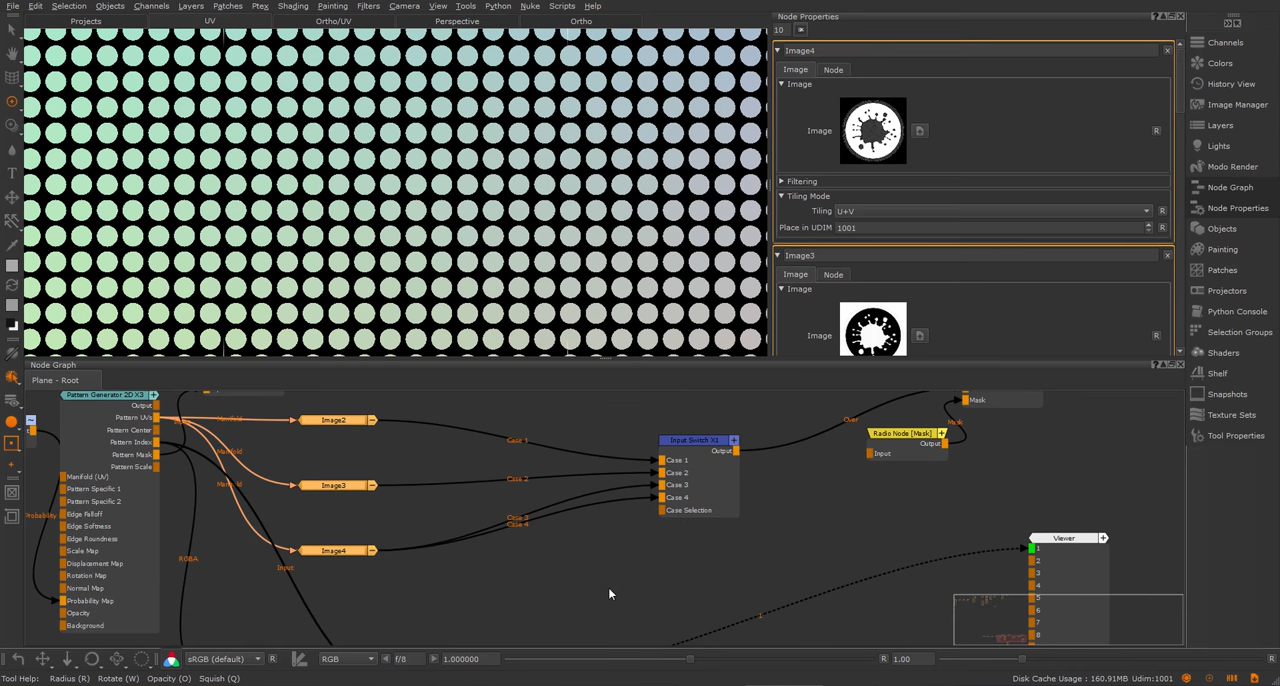 File Edit Selection Objects Channels Layers Patches Ptex Shading Painting Filters Camera View Tools Python Nuke Scripts Help
Projects UV Ortho/UV Perspective Ortho
Node Properties
10
Image4
Image Node
Image
Image R
Filtering
Tiling Mode
Tiling U+V R
Place in UDIM 1001 R
Image3
Image Node
Image
Image R
Channels
Colors
History View
Image Manager
Layers
Lights
Modo Render
Node Graph
Node Properties
Objects
Painting
Patches
Projectors
Python Console
Selection Groups
Shaders
Shelf
Snapshots
Texture Sets
Tool Properties
Node Graph
Plane - Root
Pattern Generator 2D X3 +
Output
Pattern UVs
Pattern Center
Pattern Index
Pattern Mask
Pattern Scale
Manifold (UV)
Pattern Specific 1
Pattern Specific 2
Edge Falloff
Edge Softness
Edge Roundness
Scale Map
Displacement Map
Rotation Map
Normal Map
Probability Map
Opacity
Background
Probability
RGBA
Manifold
Manifold
Manifold
Input
Image2
Image3
Image4
Case 1
Case 2
Case 3
Case 4
Input Switch X1 +
Output
Case 1
Case 2
Case 3
Case 4
Case Selection
Over
Radio Node [Mask] +
Output
Input
Mask
Mask
1
Viewer +
1
2
3
4
5
6
7
8
sRGB (default) R RGB f/8 1.000000 R 1.00 R
Tool Help: Radius (R) Rotate (W) Opacity (O) Squish (Q) Disk Cache Usage : 160.91MB Udim:1001